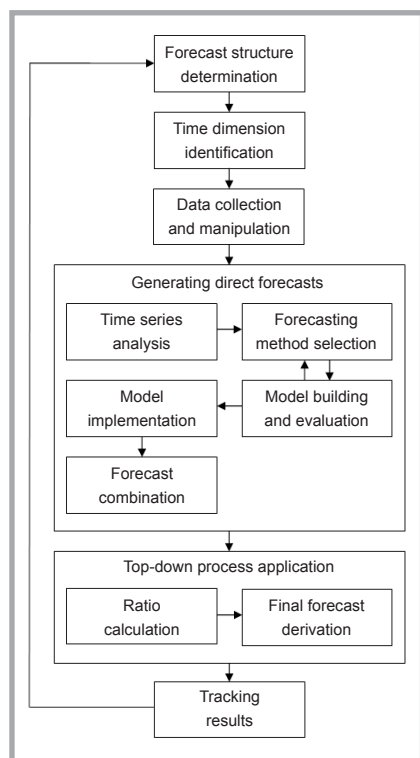 Forecast structure
determination
Time dimension
identification
Data collection
and manipulation
Generating direct forecasts
Time series
analysis
Forecasting
method selection
Model
implementation
Model building
and evaluation
Forecast
combination
Top-down process application
Ratio
calculation
Final forecast
derivation
Tracking
results